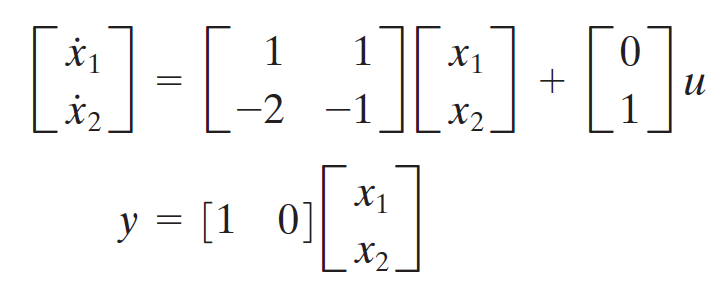 [ẋ₁; ẋ₂] = [1 1; −2 −1][x₁; x₂] + [0; 1]u
y = [1 0][x₁; x₂]